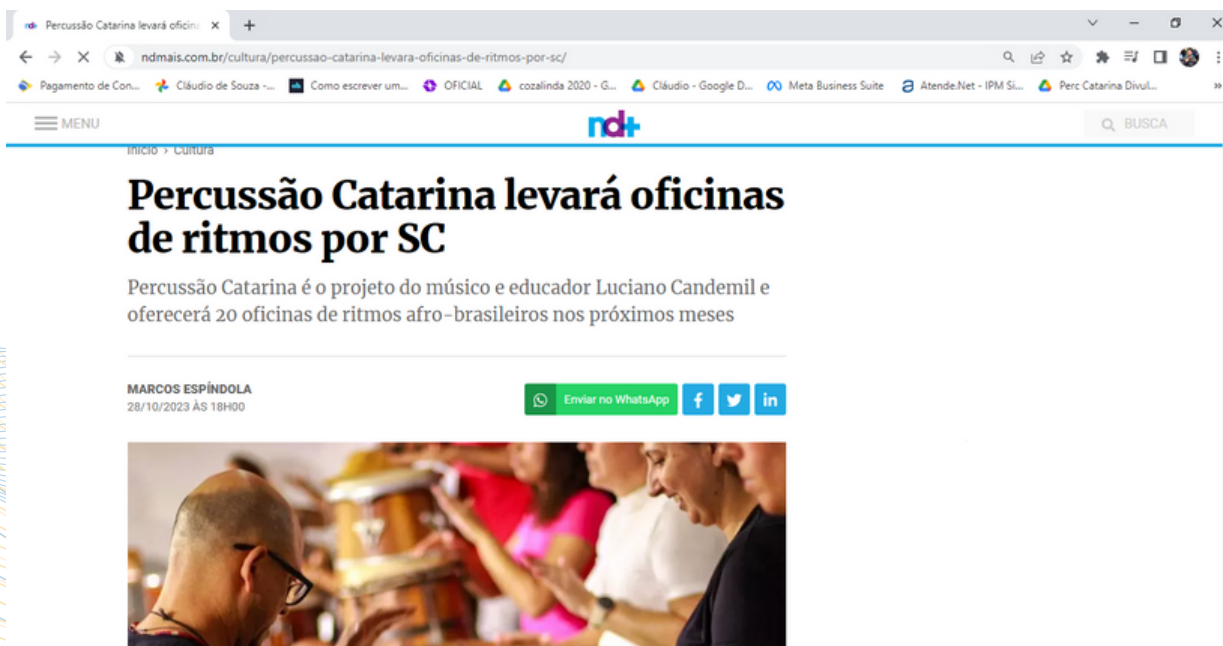 Percussão Catarina levará oficin
ndmais.com.br/cultura/percussao-catarina-levara-oficinas-de-ritmos-por-sc/
Pagamento de Con... Cláudio de Souza -... Como escrever um... OFICIAL cozalinda 2020 - G... Cláudio - Google D... Meta Business Suite Atende.Net - IPM Si... Perc Catarina Divul... »
MENU nd+ BUSCA
Início › Cultura
Percussão Catarina levará oficinas
de ritmos por SC
Percussão Catarina é o projeto do músico e educador Luciano Candemil e
oferecerá 20 oficinas de ritmos afro-brasileiros nos próximos meses
MARCOS ESPÍNDOLA
28/10/2023 ÀS 18H00
Enviar no WhatsApp f in